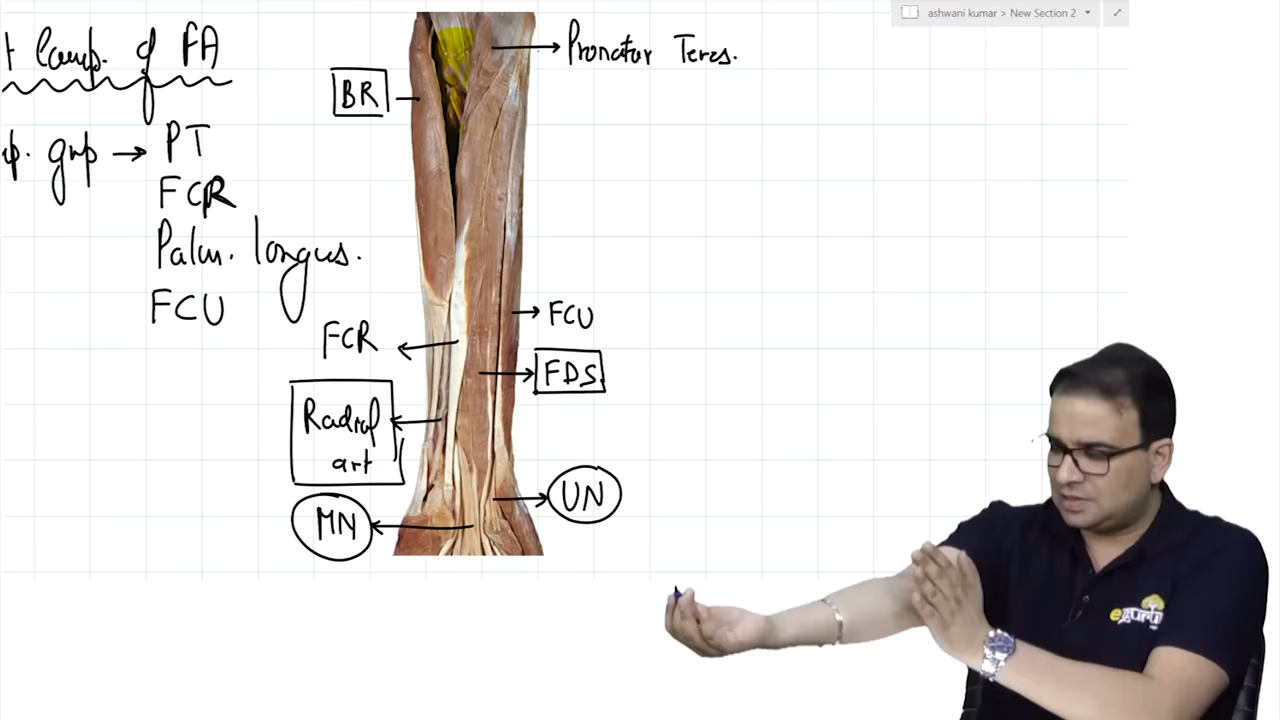 ashwani kumar > New Section 2
t Comp. of FA
p. grp → PT
FCR
Palm. longus.
FCU
Pronator Teres.
BR
FCU
FCR
FDS
Radial
art
UN
MN
eGurukul